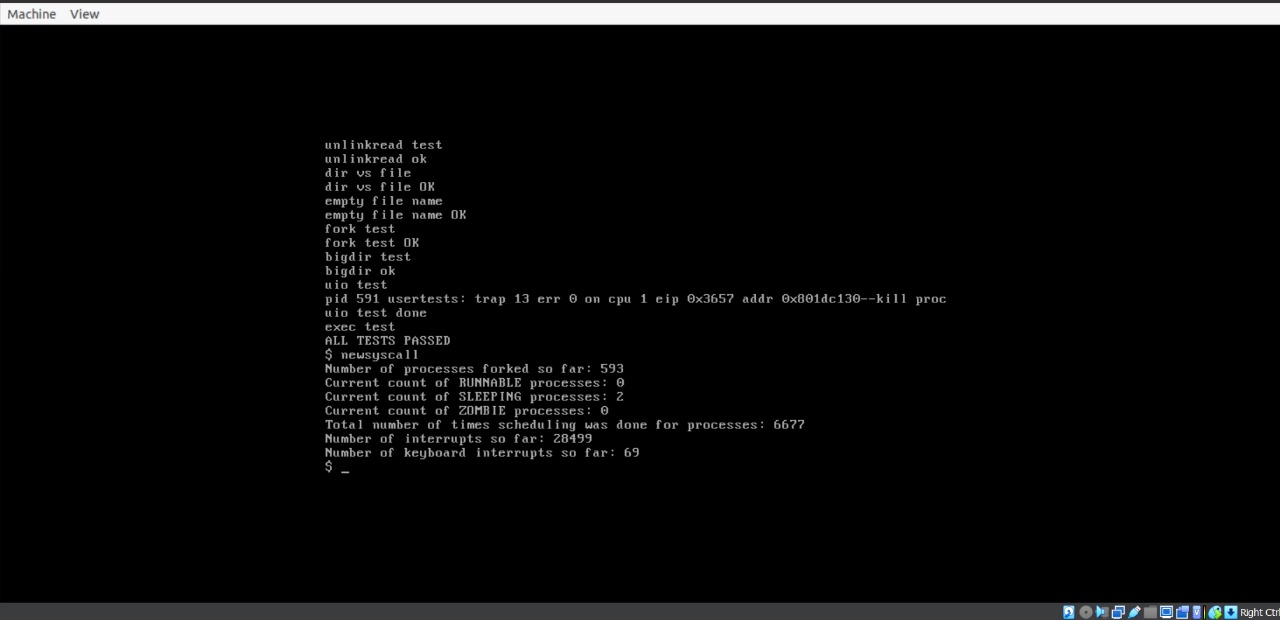 Machine View
unlinkread test
unlinkread ok
dir vs file
dir vs file OK
empty file name
empty file name OK
fork test
fork test OK
bigdir test
bigdir ok
uio test
pid 591 usertests: trap 13 err 0 on cpu 1 eip 0x3657 addr 0x801dc130--kill proc
uio test done
exec test
ALL TESTS PASSED
$ newsyscall
Number of processes forked so far: 593
Current count of RUNNABLE processes: 0
Current count of SLEEPING processes: 2
Current count of ZOMBIE processes: 0
Total number of times scheduling was done for processes: 6677
Number of interrupts so far: 28499
Number of keyboard interrupts so far: 69
$ _
Right Ctrl